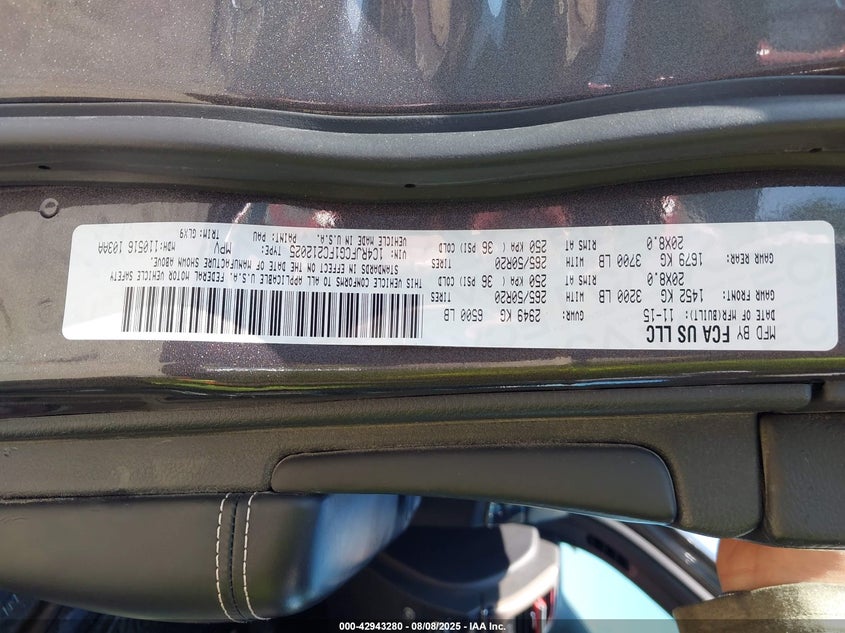 MFD BY FCA US LLC
DATE OF MFR(BUILT): 11-15 GVWR: 2949 KG 6500 LB
GAWR FRONT: 1452 KG 3200 LB WITH 265/50R20 TIRES
20X8.0 RIMS AT 250 KPA ( 36 PSI) COLD
GAWR REAR: 1679 KG 3700 LB WITH 265/50R20 TIRES
20X8.0 RIMS AT 250 KPA ( 36 PSI) COLD
THIS VEHICLE CONFORMS TO ALL APPLICABLE U.S.A. FEDERAL MOTOR VEHICLE SAFETY
STANDARDS IN EFFECT ON THE DATE OF MANUFACTURE SHOWN ABOVE.
VIN: 1C4RJFCG1FC212025 TYPE: MPV MDH:110516 103AA
VEHICLE MADE IN U.S.A. PAINT: PAU TRIM:GLX9
000-42943280 - 08/08/2025 - IAA Inc.